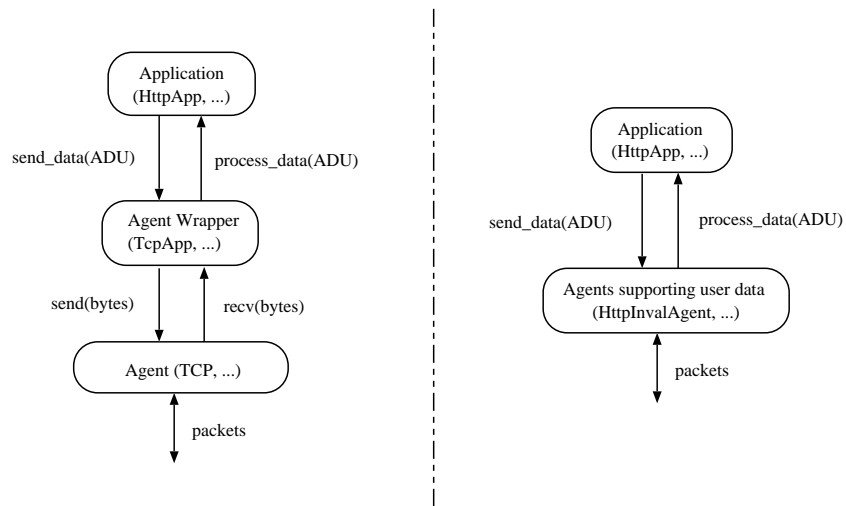 Application
(HttpApp, ...)
send_data(ADU)
process_data(ADU)
Agent Wrapper
(TcpApp, ...)
send(bytes)
recv(bytes)
Agent (TCP, ...)
packets
Application
(HttpApp, ...)
send_data(ADU)
process_data(ADU)
Agents supporting user data
(HttpInvalAgent, ...)
packets